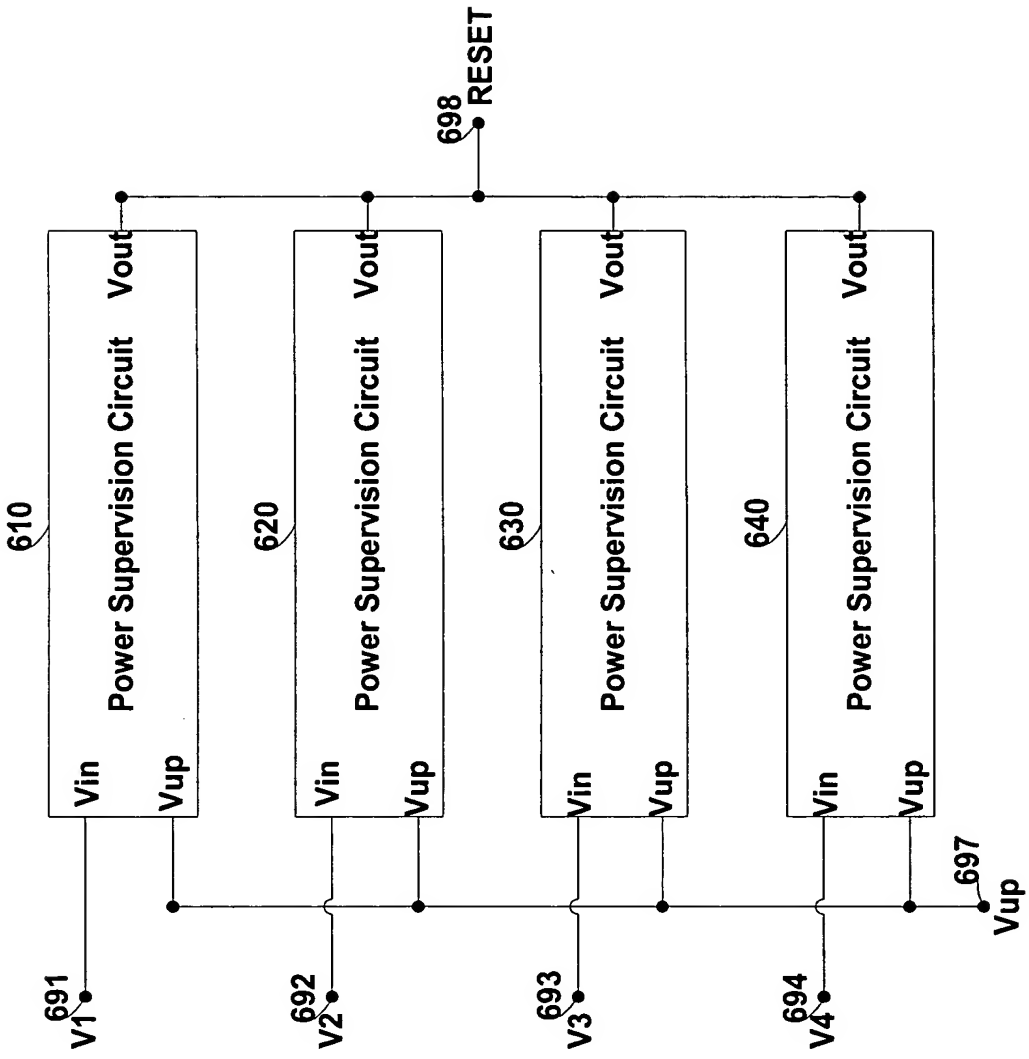 610
Vin
Power Supervision Circuit
Vout
Vup
691
V1
620
Vin
Power Supervision Circuit
Vout
Vup
692
V2
698
RESET
630
Vin
Power Supervision Circuit
Vout
Vup
693
V3
640
Vin
Power Supervision Circuit
Vout
Vup
694
V4
697
Vup